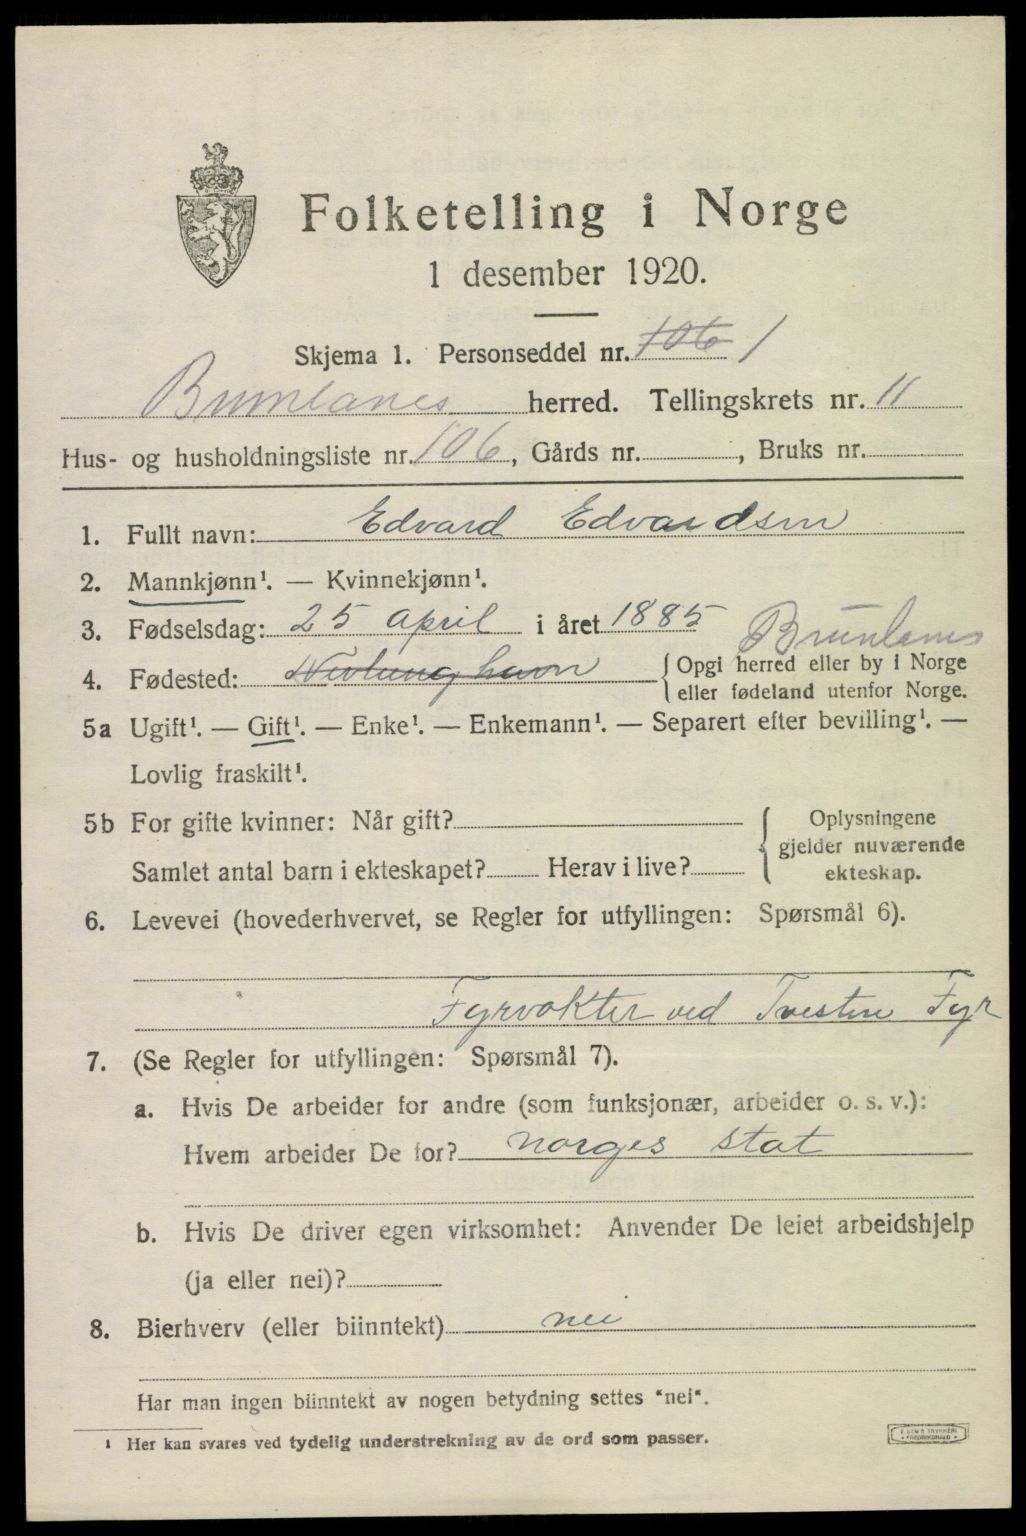 Folketelling i Norge
1 desember 1920.
Skjema 1. Personseddel nr. 106 1
Brunlanes herred. Tellingskrets nr. 11
Hus- og husholdningsliste nr. 106, Gårds nr. , Bruks nr.
1. Fullt navn: Edvard Edvardsen
2. Mannkjønn¹. — Kvinnekjønn¹.
3. Fødselsdag: 25 april i året 1885
Brunlanes
4. Fødested: Nevlunghavn { Opgi herred eller by i Norge
eller fødeland utenfor Norge.
5a Ugift¹. — Gift¹. — Enke¹. — Enkemann¹. — Separert efter bevilling¹. —
Lovlig fraskilt¹.
5b For gifte kvinner: Når gift? { Oplysningene
gjelder nuværende
Samlet antal barn i ekteskapet? Herav i live? ekteskap.
6. Levevei (hovederhvervet, se Regler for utfyllingen: Spørsmål 6).
Fyrvokter ved Tvesten Fyr
7. (Se Regler for utfyllingen: Spørsmål 7).
a. Hvis De arbeider for andre (som funksjonær, arbeider o. s. v.):
Hvem arbeider De for? norges stat
b. Hvis De driver egen virksomhet: Anvender De leiet arbeidshjelp
(ja eller nei)?
8. Bierhverv (eller biinntekt) nei
Har man ingen biinntekt av nogen betydning settes "nei".
¹ Her kan svares ved tydelig understrekning av de ord som passer.